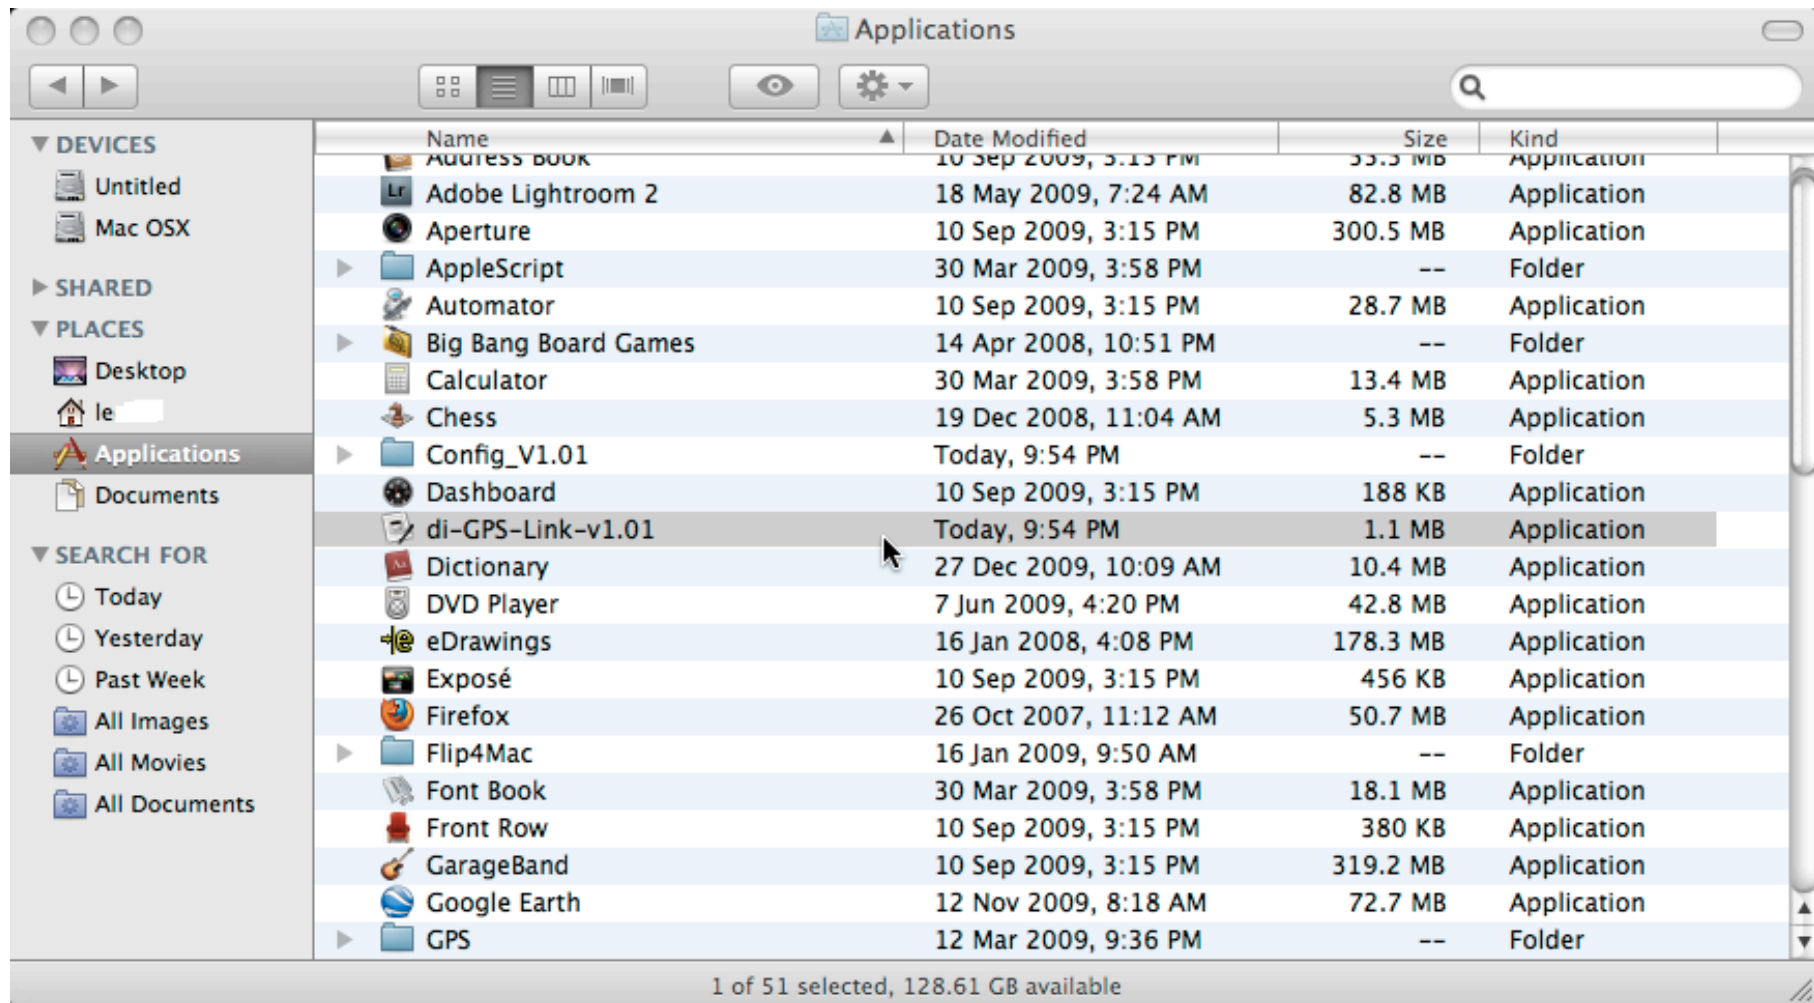 Applications
Name Date Modified Size Kind
DEVICES
Untitled
Mac OSX
SHARED
PLACES
Desktop
le
Applications
Documents
SEARCH FOR
Today
Yesterday
Past Week
All Images
All Movies
All Documents
Address Book 10 Sep 2009, 3:15 PM 55.5 MB Application
Adobe Lightroom 2 18 May 2009, 7:24 AM 82.8 MB Application
Aperture 10 Sep 2009, 3:15 PM 300.5 MB Application
AppleScript 30 Mar 2009, 3:58 PM -- Folder
Automator 10 Sep 2009, 3:15 PM 28.7 MB Application
Big Bang Board Games 14 Apr 2008, 10:51 PM -- Folder
Calculator 30 Mar 2009, 3:58 PM 13.4 MB Application
Chess 19 Dec 2008, 11:04 AM 5.3 MB Application
Config_V1.01 Today, 9:54 PM -- Folder
Dashboard 10 Sep 2009, 3:15 PM 188 KB Application
di-GPS-Link-v1.01 Today, 9:54 PM 1.1 MB Application
Dictionary 27 Dec 2009, 10:09 AM 10.4 MB Application
DVD Player 7 Jun 2009, 4:20 PM 42.8 MB Application
eDrawings 16 Jan 2008, 4:08 PM 178.3 MB Application
Exposé 10 Sep 2009, 3:15 PM 456 KB Application
Firefox 26 Oct 2007, 11:12 AM 50.7 MB Application
Flip4Mac 16 Jan 2009, 9:50 AM -- Folder
Font Book 30 Mar 2009, 3:58 PM 18.1 MB Application
Front Row 10 Sep 2009, 3:15 PM 380 KB Application
GarageBand 10 Sep 2009, 3:15 PM 319.2 MB Application
Google Earth 12 Nov 2009, 8:18 AM 72.7 MB Application
GPS 12 Mar 2009, 9:36 PM -- Folder
1 of 51 selected, 128.61 GB available